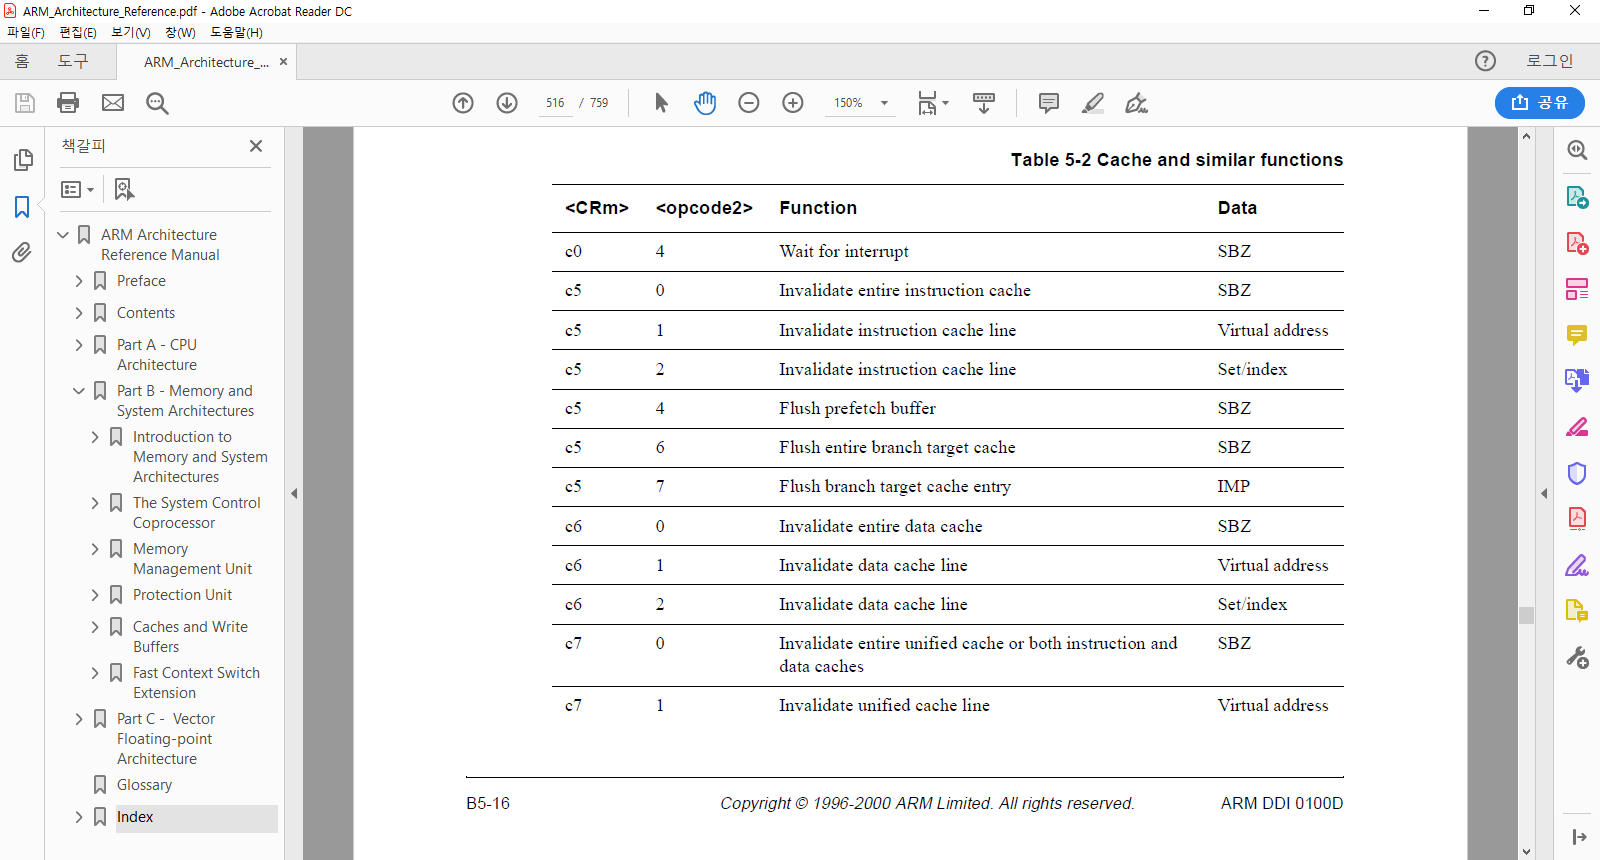 ARM_Architecture_Reference.pdf - Adobe Acrobat Reader DC
파일(F) 편집(E) 보기(V) 창(W) 도움말(H)
홈 도구 ARM_Architecture_... × ? 로그인
516 / 759 150% 공유
책갈피
ARM Architecture
Reference Manual
Preface
Contents
Part A - CPU
Architecture
Part B - Memory and
System Architectures
Introduction to
Memory and System
Architectures
The System Control
Coprocessor
Memory
Management Unit
Protection Unit
Caches and Write
Buffers
Fast Context Switch
Extension
Part C - Vector
Floating-point
Architecture
Glossary
Index
Table 5-2 Cache and similar functions
<CRm> <opcode2> Function Data
c0 4 Wait for interrupt SBZ
c5 0 Invalidate entire instruction cache SBZ
c5 1 Invalidate instruction cache line Virtual address
c5 2 Invalidate instruction cache line Set/index
c5 4 Flush prefetch buffer SBZ
c5 6 Flush entire branch target cache SBZ
c5 7 Flush branch target cache entry IMP
c6 0 Invalidate entire data cache SBZ
c6 1 Invalidate data cache line Virtual address
c6 2 Invalidate data cache line Set/index
c7 0 Invalidate entire unified cache or both instruction and SBZ
data caches
c7 1 Invalidate unified cache line Virtual address
B5-16 Copyright © 1996-2000 ARM Limited. All rights reserved. ARM DDI 0100D